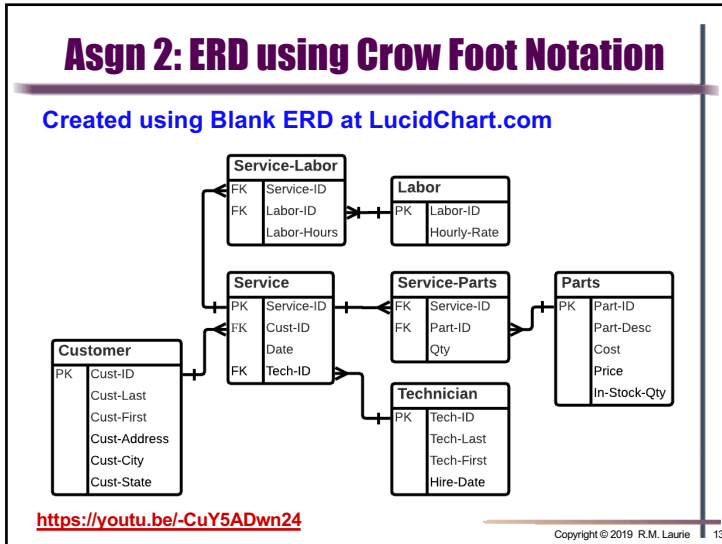 Asgn 2: ERD using Crow Foot Notation
Created using Blank ERD at LucidChart.com
Service-Labor
FK Service-ID
FK Labor-ID
Labor-Hours
Labor
PK Labor-ID
Hourly-Rate
Service
PK Service-ID
FK Cust-ID
Date
FK Tech-ID
Service-Parts
FK Service-ID
FK Part-ID
Qty
Parts
PK Part-ID
Part-Desc
Cost
Price
In-Stock-Qty
Customer
PK Cust-ID
Cust-Last
Cust-First
Cust-Address
Cust-City
Cust-State
Technician
PK Tech-ID
Tech-Last
Tech-First
Hire-Date
https://youtu.be/-CuY5ADwn24
Copyright © 2019 R.M. Laurie 13